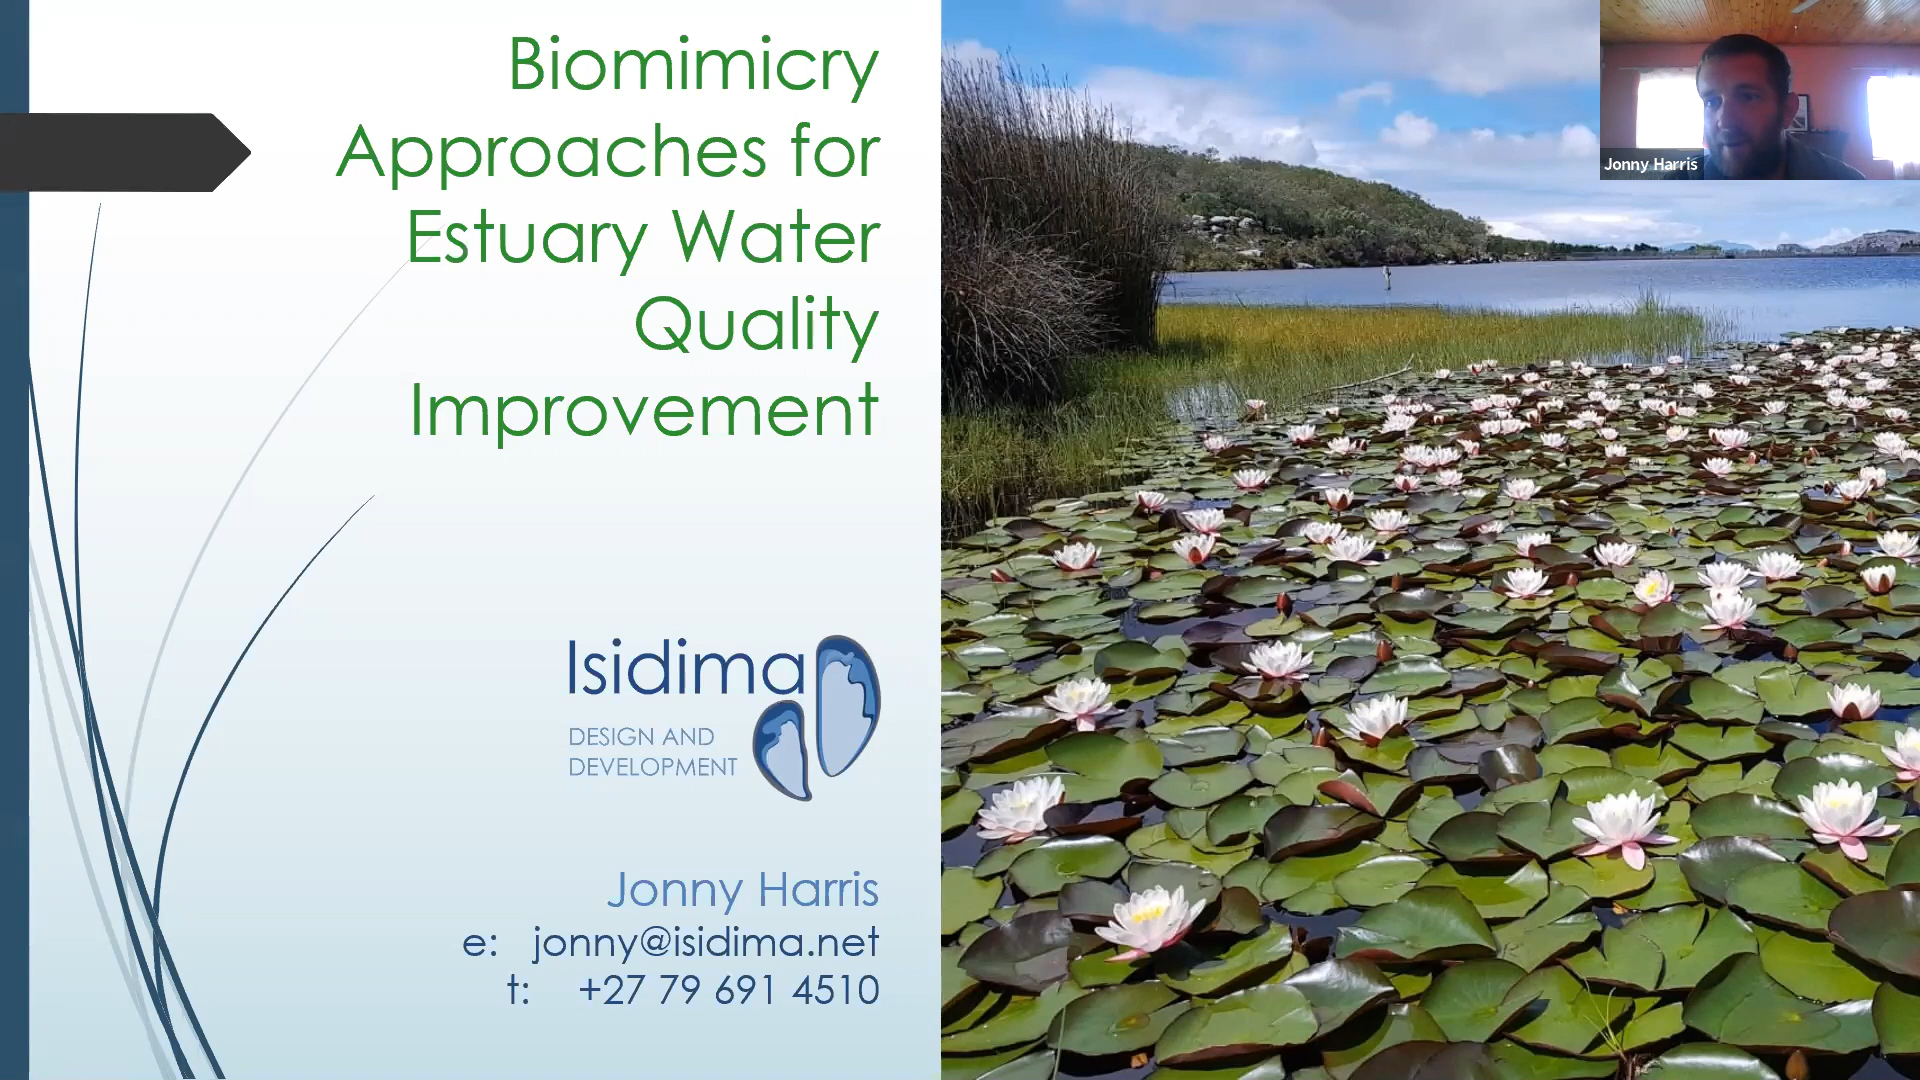 Biomimicry
Approaches for
Estuary Water
Quality
Improvement
Isidima
DESIGN AND
DEVELOPMENT
Jonny Harris
e: jonny@isidima.net
t: +27 79 691 4510
Jonny Harris